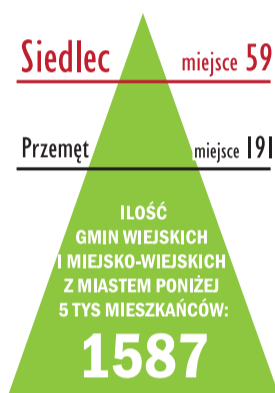 Siedlec miejsce 59
Przemęt miejsce 191
ILOŚĆ
GMIN WIEJSKICH
I MIEJSKO-WIEJSKICH
Z MIASTEM PONIŻEJ
5 TYS MIESZKAŃCÓW:
1587